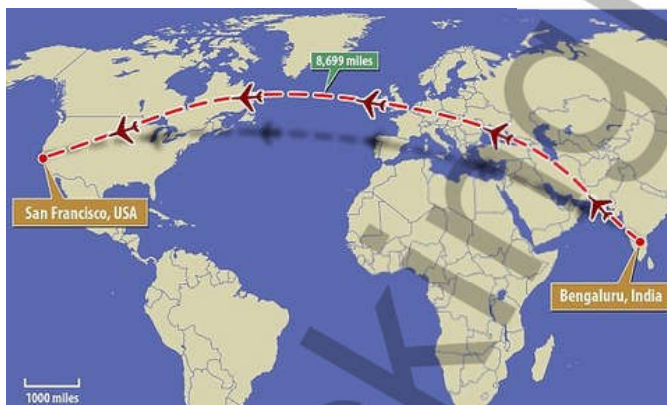 8,699 miles
San Francisco, USA
Bengaluru, India
1000 miles